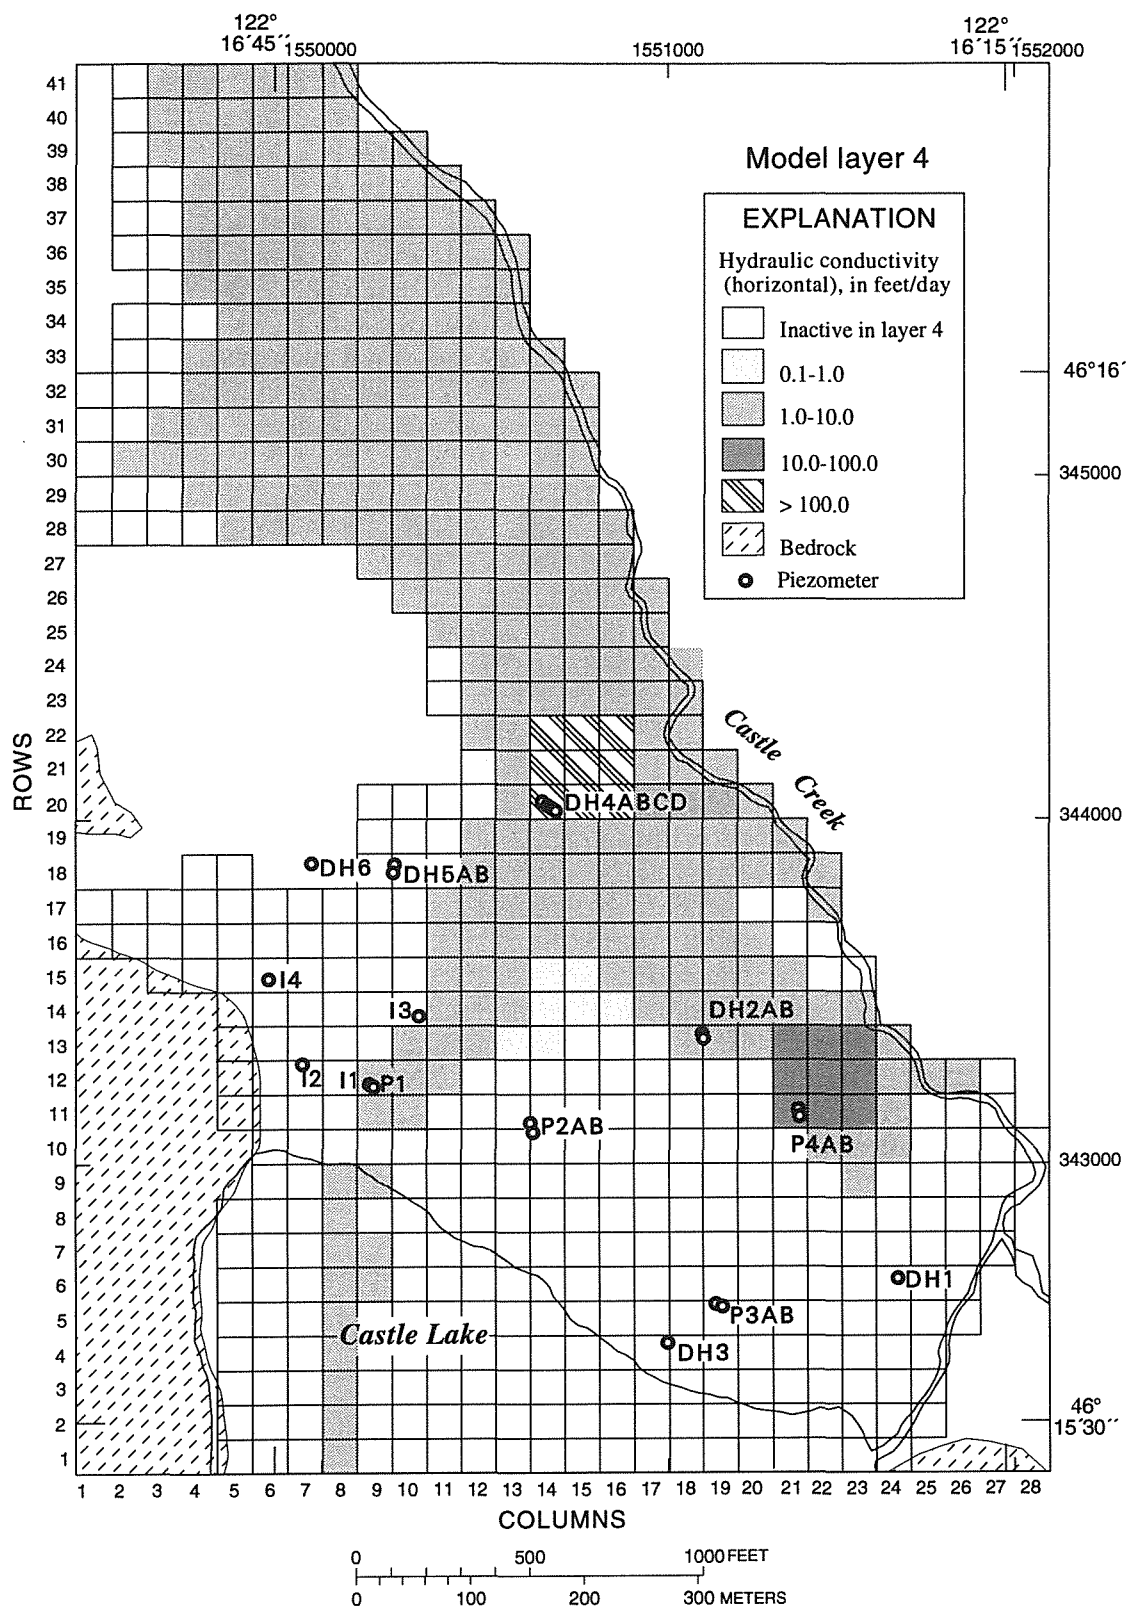 122°
16´45´´
1550000
1551000
122°
16´15´´
1552000
Model layer 4
EXPLANATION
Hydraulic conductivity
(horizontal), in feet/day
Inactive in layer 4
0.1-1.0
1.0-10.0
10.0-100.0
> 100.0
Bedrock
Piezometer
46°16´
345000
344000
343000
46°
15´30´´
ROWS
41
40
39
38
37
36
35
34
33
32
31
30
29
28
27
26
25
24
23
22
21
20
19
18
17
16
15
14
13
12
11
10
9
8
7
6
5
4
3
2
1
Castle Creek
DH4ABCD
DH6
DH5AB
I4
I3
DH2AB
I2
I1
P1
P2AB
P4AB
DH1
P3AB
DH3
Castle Lake
1 2 3 4 5 6 7 8 9 10 11 12 13 14 15 16 17 18 19 20 21 22 23 24 25 26 27 28
COLUMNS
0 500 1000 FEET
0 100 200 300 METERS